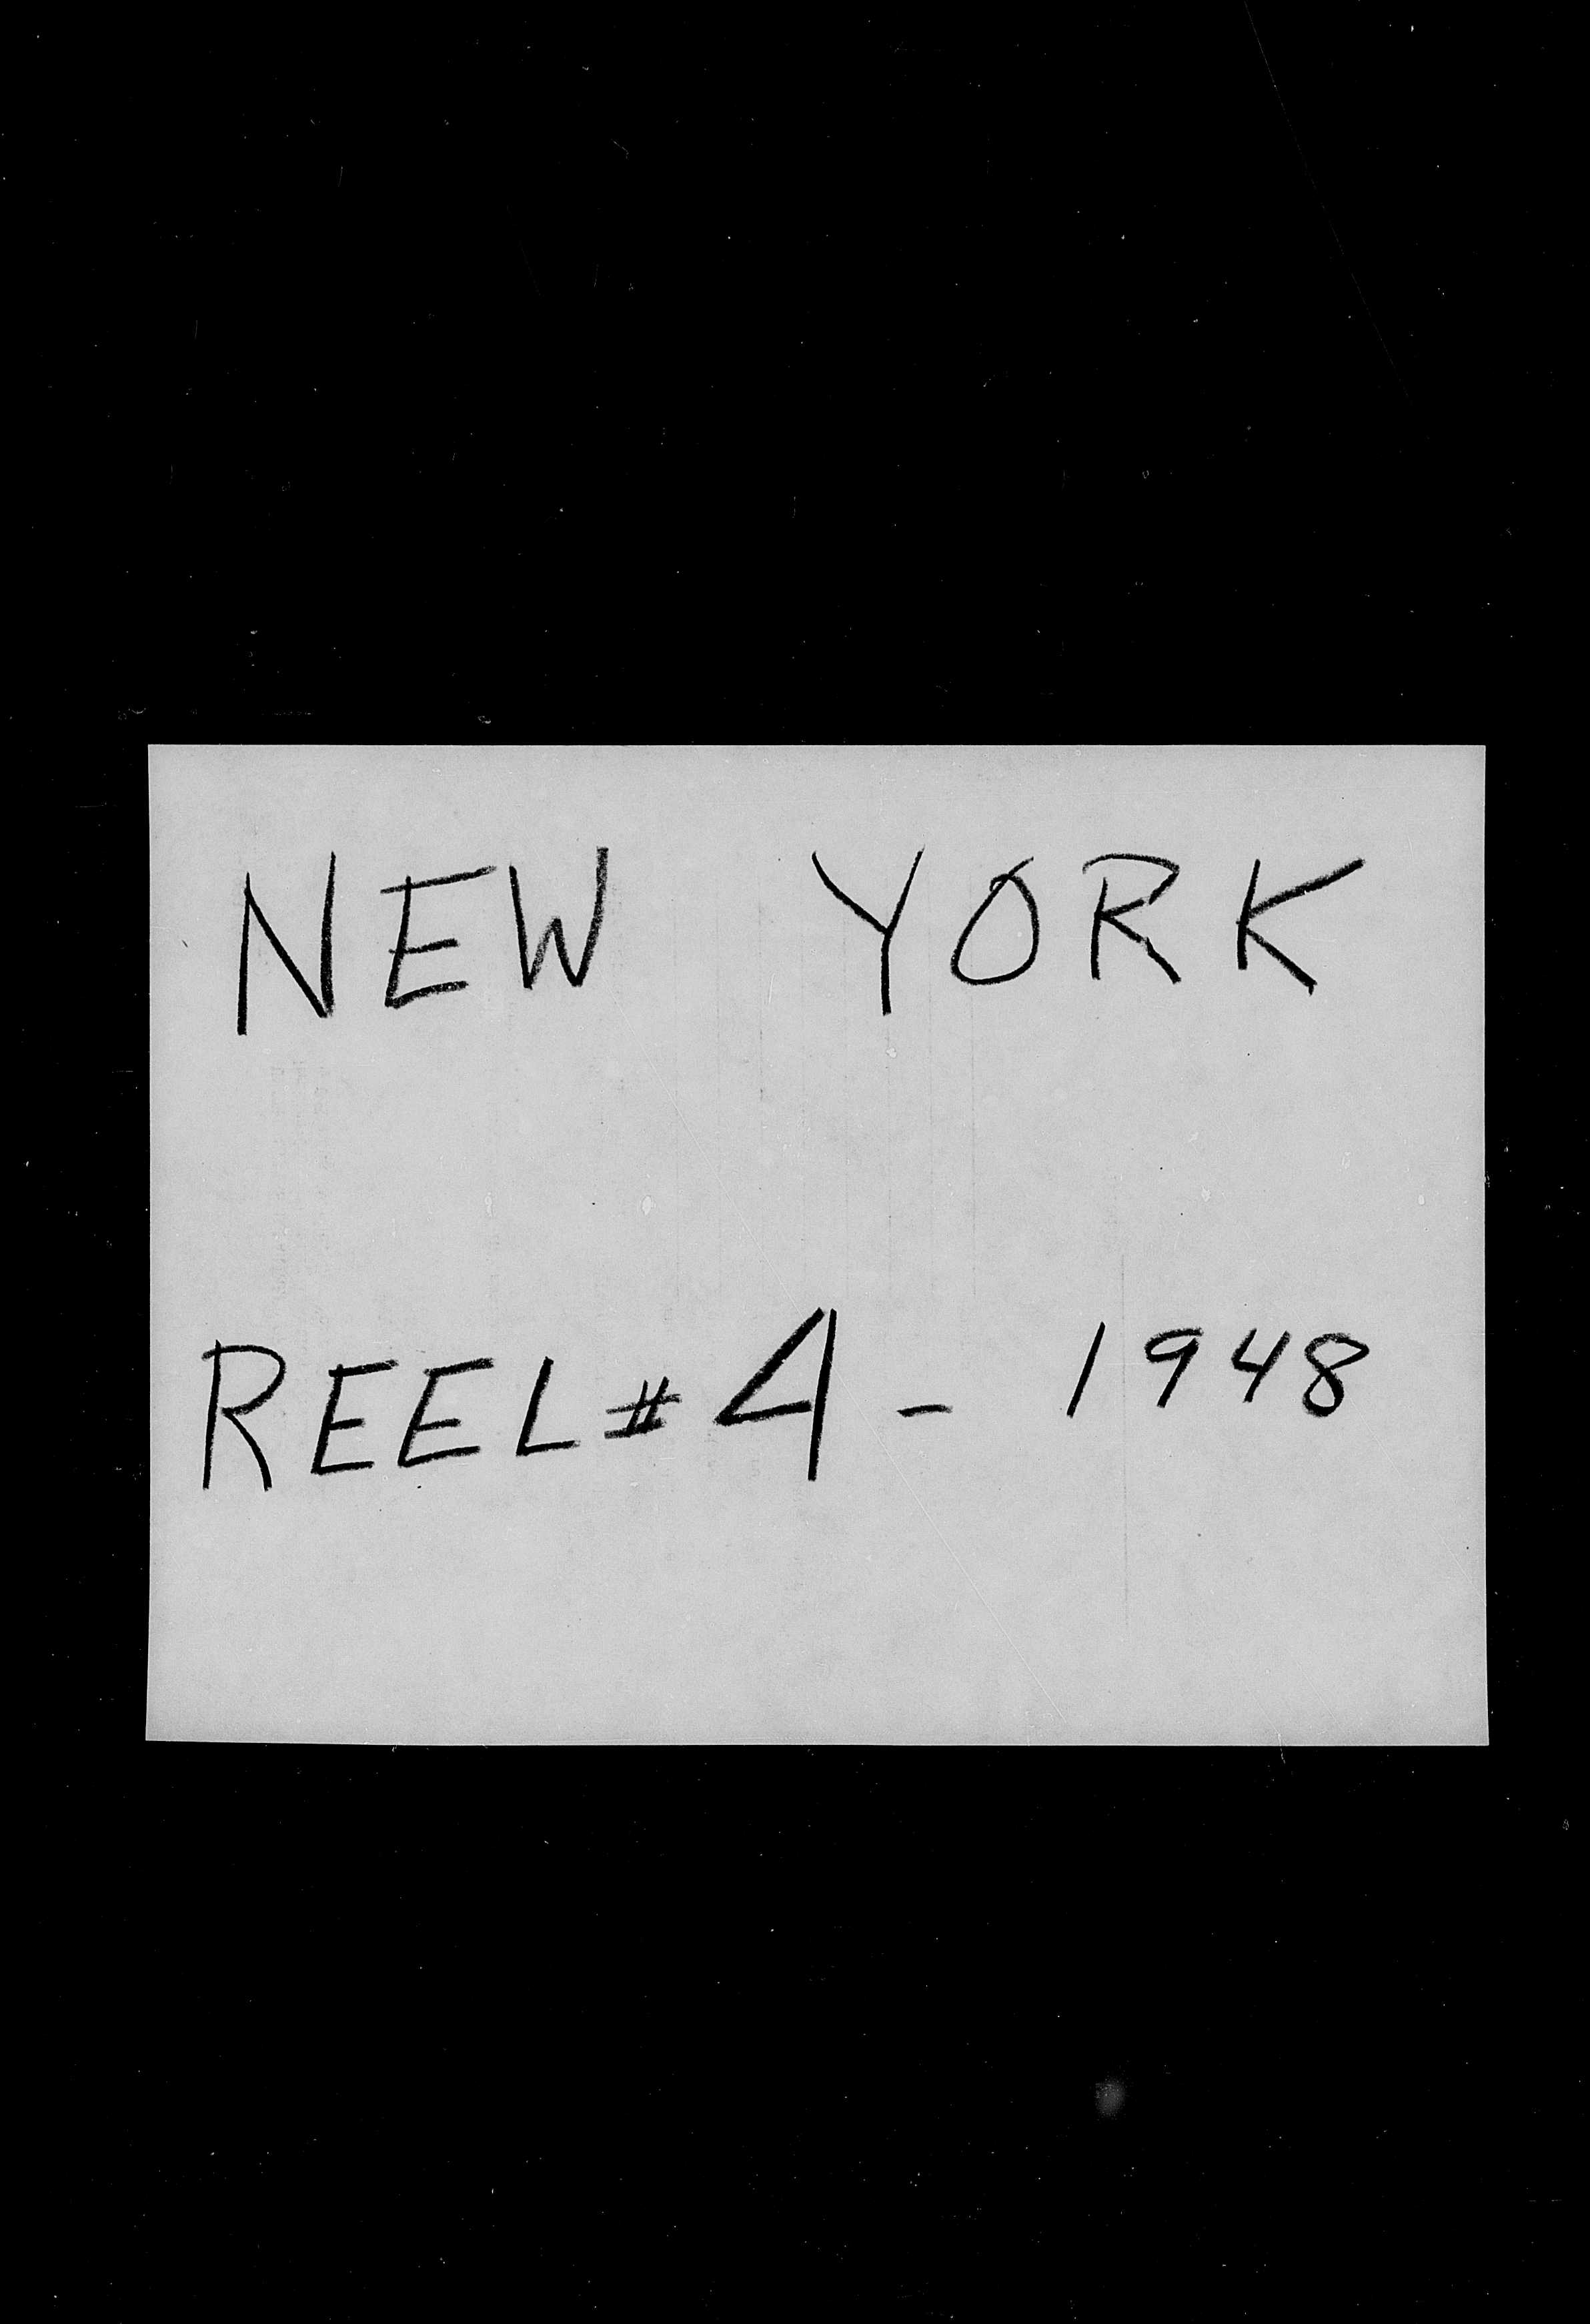 NEW YORK
REEL # 4 - 1948